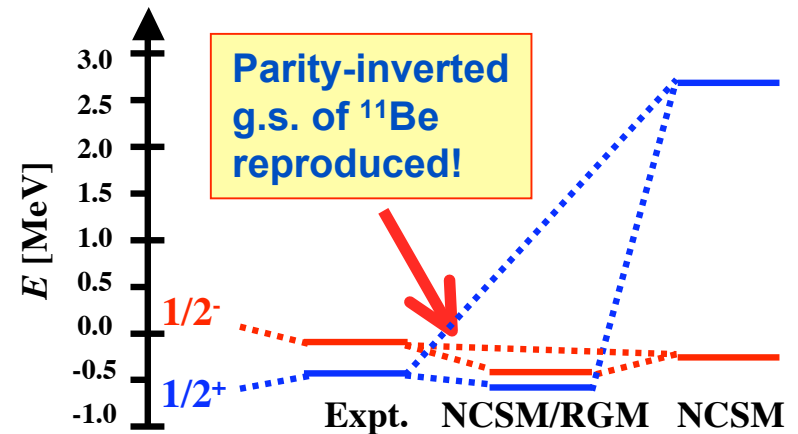 3.0
2.5
2.0
1.5
1.0
0.5
0.0
-0.5
-1.0
E [MeV]
Parity-inverted
g.s. of ¹¹Be
reproduced!
1/2⁻
1/2⁺
Expt. NCSM/RGM NCSM